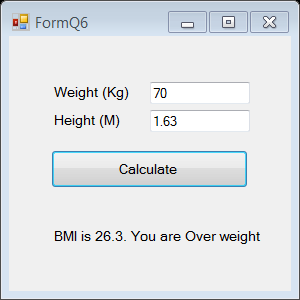 FormQ6
Weight (Kg) 70
Height (M) 1.63
Calculate
BMI is 26.3. You are Over weight